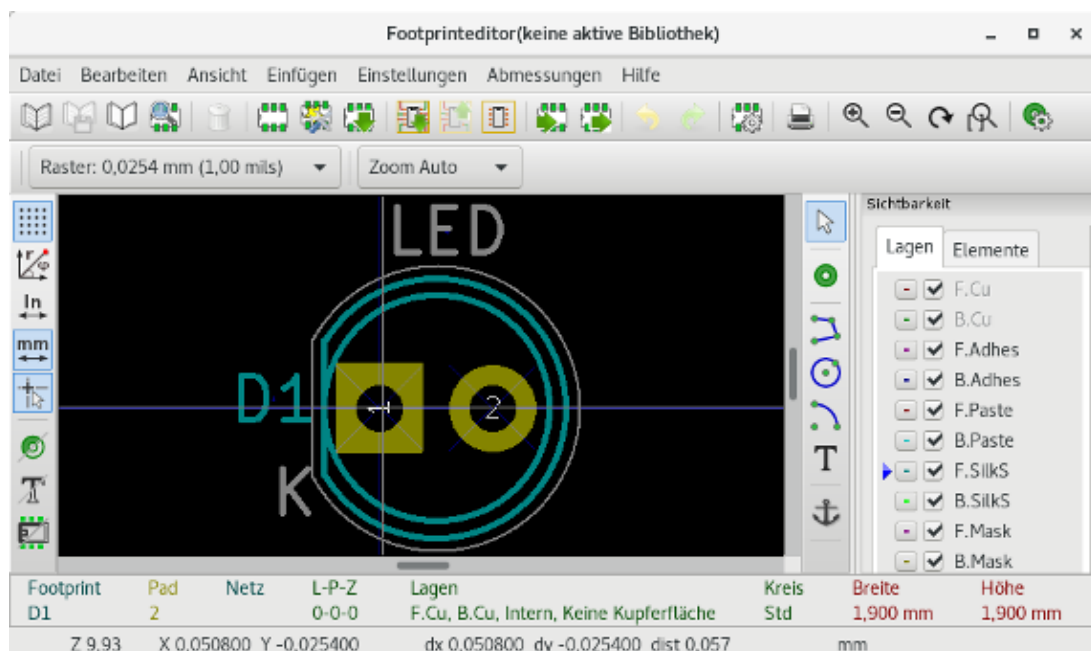 Footprinteditor(keine aktive Bibliothek)
Datei Bearbeiten Ansicht Einfügen Einstellungen Abmessungen Hilfe
Raster: 0,0254 mm (1,00 mils) Zoom Auto
In
mm
LED
D1
1
2
K
T
Sichtbarkeit
Lagen Elemente
F.Cu
B.Cu
F.Adhes
B.Adhes
F.Paste
B.Paste
F.SilkS
B.SilkS
F.Mask
B.Mask
Footprint Pad Netz L-P-Z Lagen Kreis Breite Höhe
D1 2 0-0-0 F.Cu, B.Cu, Intern, Keine Kupferfläche Std 1,900 mm 1,900 mm
Z 9.93 X 0.050800 Y -0.025400 dx 0.050800 dy -0.025400 dist 0.057 mm